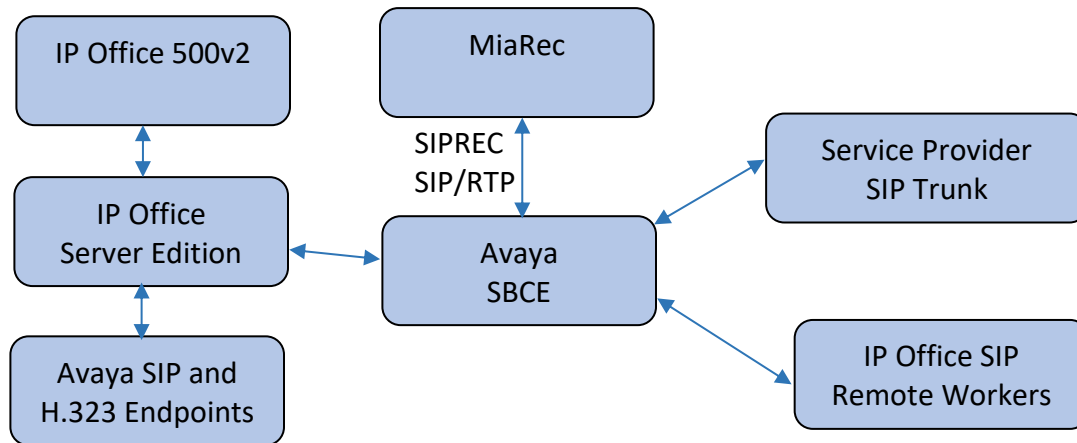 IP Office 500v2
MiaRec
SIPREC
SIP/RTP
Service Provider
SIP Trunk
IP Office
Server Edition
Avaya
SBCE
Avaya SIP and
H.323 Endpoints
IP Office SIP
Remote Workers